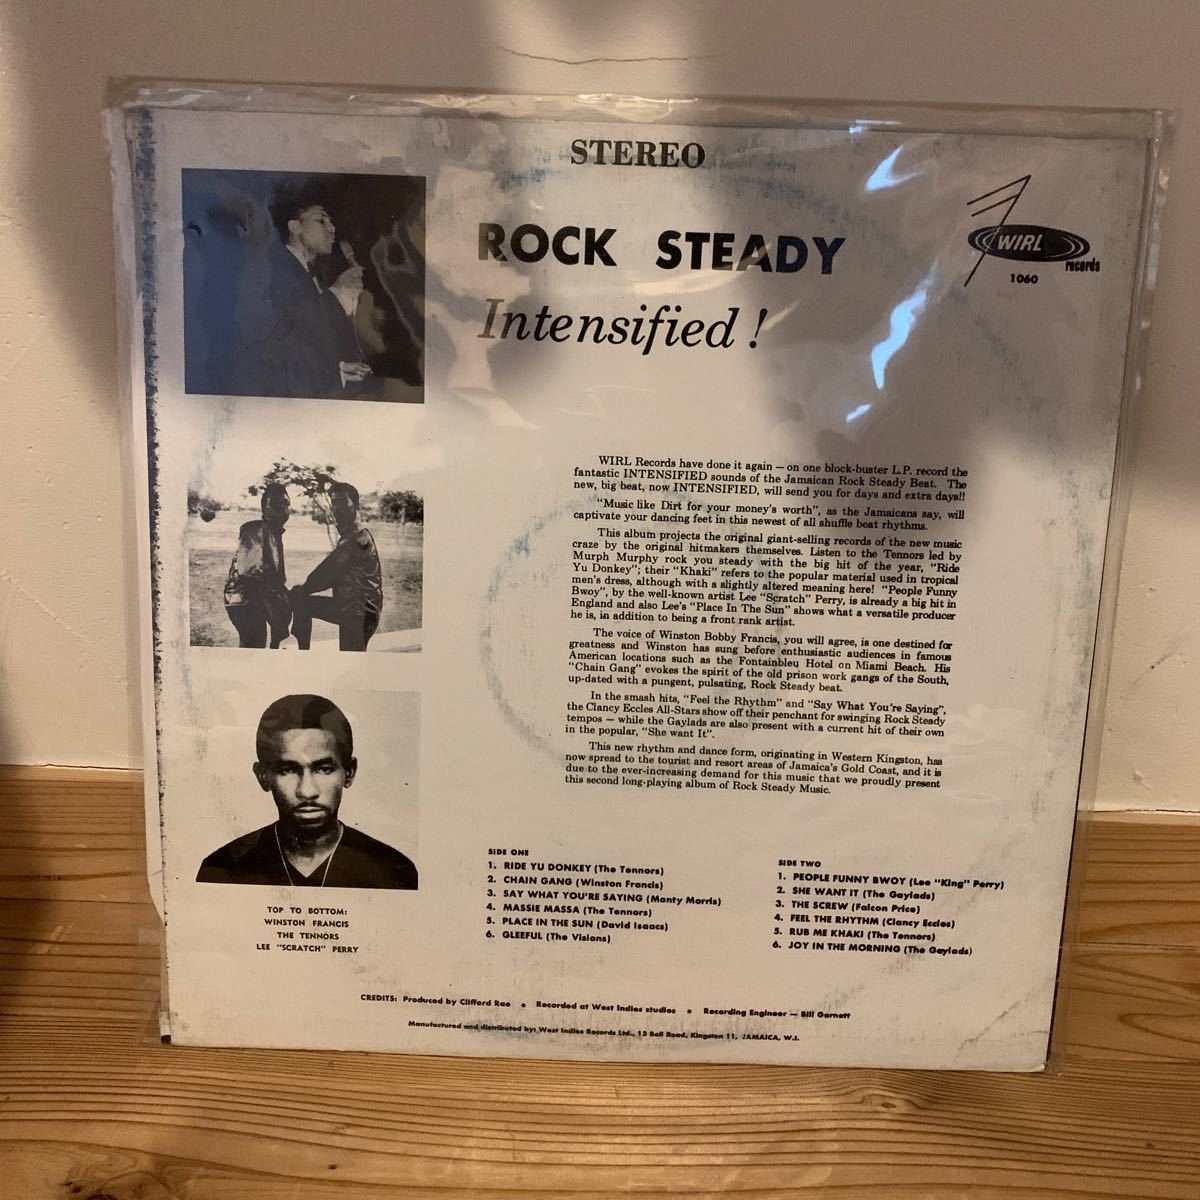 STEREO
ROCK STEADY
Intensified !
WIRL
records
1060
WIRL Records have done it again — on one block-buster L.P. record the
fantastic INTENSIFIED sounds of the Jamaican Rock Steady Beat. The
new, big beat, now INTENSIFIED, will send you for days and extra days!!
"Music like Dirt for your money's worth", as the Jamaicans say, will
captivate your dancing feet in this newest of all shuffle beat rhythms.
This album projects the original giant-selling records of the new music
craze by the original hitmakers themselves. Listen to the Tennors led by
Murph Murphy rock you steady with the big hit of the year, "Ride
Yu Donkey"; their "Khaki" refers to the popular material used in tropical
men's dress, although with a slightly altered meaning here! "People Funny
Bwoy", by the well-known artist Lee "Scratch" Perry, is already a big hit in
England and also Lee's "Place In The Sun" shows what a versatile producer
he is, in addition to being a front rank artist.
The voice of Winston Bobby Francis, you will agree, is one destined for
greatness and Winston has sung before enthusiastic audiences in famous
American locations such as the Fontainbleu Hotel on Miami Beach. His
"Chain Gang" evokes the spirit of the old prison work gangs of the South,
up-dated with a pungent, pulsating, Rock Steady beat.
In the smash hits, "Feel the Rhythm" and "Say What You're Saying",
the Clancy Eccles All-Stars show off their penchant for swinging Rock Steady
tempos — while the Gaylads are also present with a current hit of their own
in the popular, "She want It".
This new rhythm and dance form, originating in Western Kingston, has
now spread to the tourist and resort areas of Jamaica's Gold Coast, and it is
due to the ever-increasing demand for this music that we proudly present
this second long-playing album of Rock Steady Music.
TOP TO BOTTOM:
WINSTON FRANCIS
THE TENNORS
LEE "SCRATCH" PERRY
SIDE ONE
1. RIDE YU DONKEY (The Tennors)
2. CHAIN GANG (Winston Francis)
3. SAY WHAT YOU'RE SAYING (Monty Morris)
4. MASSIE MASSA (The Tennors)
5. PLACE IN THE SUN (David Isaacs)
6. GLEEFUL (The Visions)
SIDE TWO
1. PEOPLE FUNNY BWOY (Lee "King" Perry)
2. SHE WANT IT (The Gaylads)
3. THE SCREW (Falcon Price)
4. FEEL THE RHYTHM (Clancy Eccles)
5. RUB ME KHAKI (The Tennors)
6. JOY IN THE MORNING (The Gaylads)
CREDITS: Produced by Clifford Rae • Recorded at West Indies studios • Recording Engineer — Bill Garnett
Manufactured and distributed by: West Indies Records Ltd., 13 Bell Road, Kingston 11, JAMAICA, W.I.